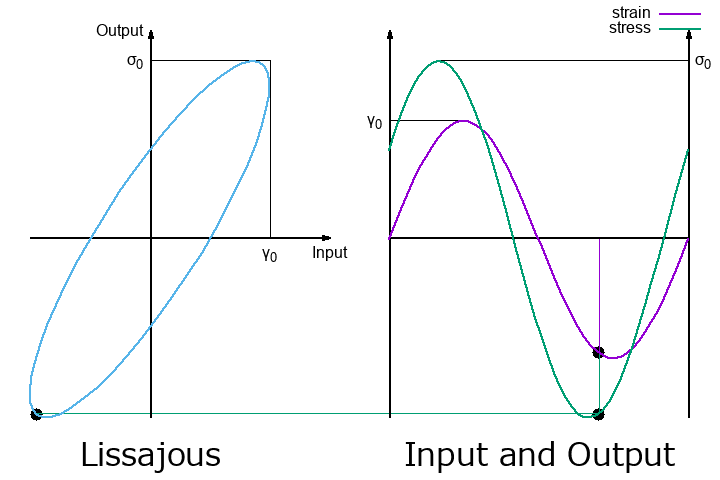 strain
stress
Output
σ0
σ0
γ0
γ0
Input
Lissajous
Input and Output